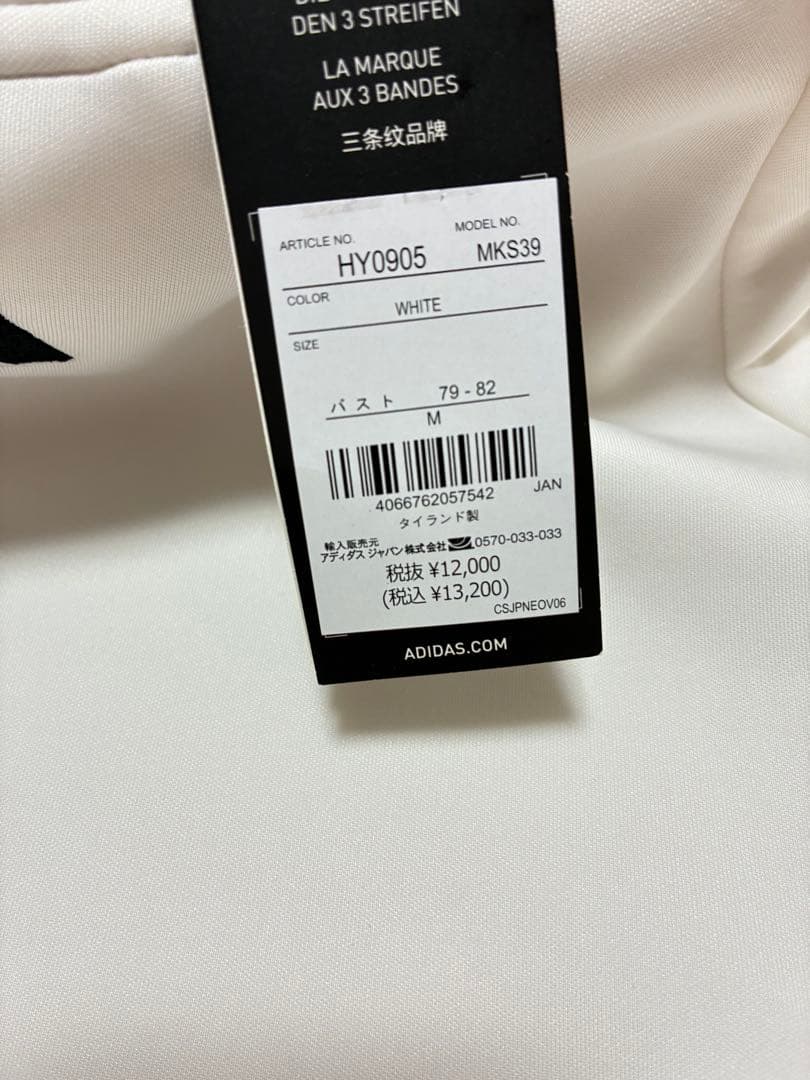 DEN 3 STREIFEN
LA MARQUE
AUX 3 BANDES
三条纹品牌
ARTICLE NO.
MODEL NO.
HY0905
MKS39
COLOR
WHITE
SIZE
バスト 79 - 82
M
4066762057542
JAN
タイランド製
輸入販売元
アディダス ジャパン株式会社 0570-033-033
税抜 ¥12,000
(税込 ¥13,200)
CSJPNEOV06
ADIDAS.COM